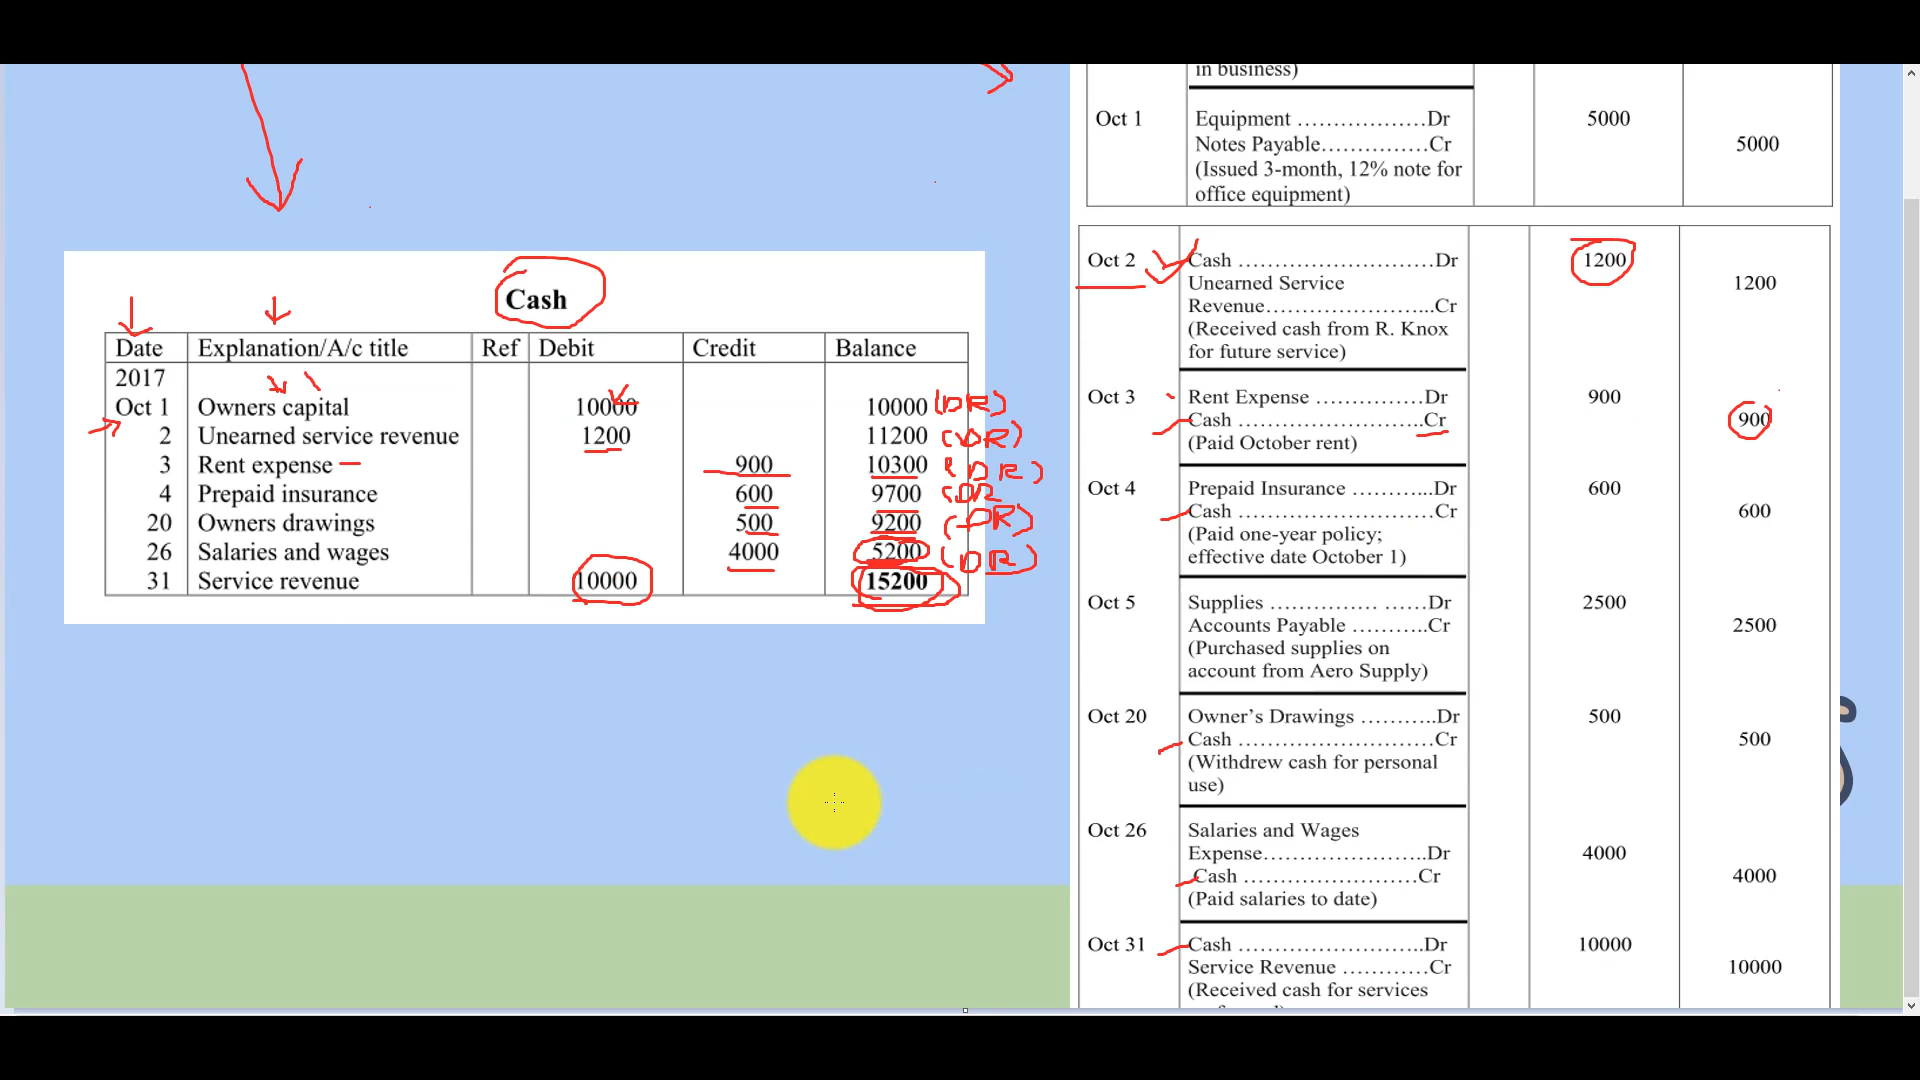 Cash
Date Explanation/A/c title Ref Debit Credit Balance
2017
Oct 1 Owners capital 10000 10000 (DR)
2 Unearned service revenue 1200 11200 (DR)
3 Rent expense 900 10300 (DR)
4 Prepaid insurance 600 9700 (DR
20 Owners drawings 500 9200 (DR)
26 Salaries and wages 4000 5200 (DR)
31 Service revenue 10000 15200
in business)
Oct 1 Equipment ………………Dr 5000
Notes Payable……………Cr 5000
(Issued 3-month, 12% note for
office equipment)
Oct 2 Cash ………………………Dr 1200
Unearned Service 1200
Revenue…………………...Cr
(Received cash from R. Knox
for future service)
Oct 3 Rent Expense ……………Dr 900
Cash ……………………..Cr 900
(Paid October rent)
Oct 4 Prepaid Insurance ………...Dr 600
Cash ………………………Cr 600
(Paid one-year policy;
effective date October 1)
Oct 5 Supplies …………… ……Dr 2500
Accounts Payable ………..Cr 2500
(Purchased supplies on
account from Aero Supply)
Oct 20 Owner’s Drawings ………..Dr 500
Cash ………………………Cr 500
(Withdrew cash for personal
use)
Oct 26 Salaries and Wages
Expense…………………..Dr 4000
Cash ……………………Cr 4000
(Paid salaries to date)
Oct 31 Cash ……………………..Dr 10000
Service Revenue …………Cr 10000
(Received cash for services